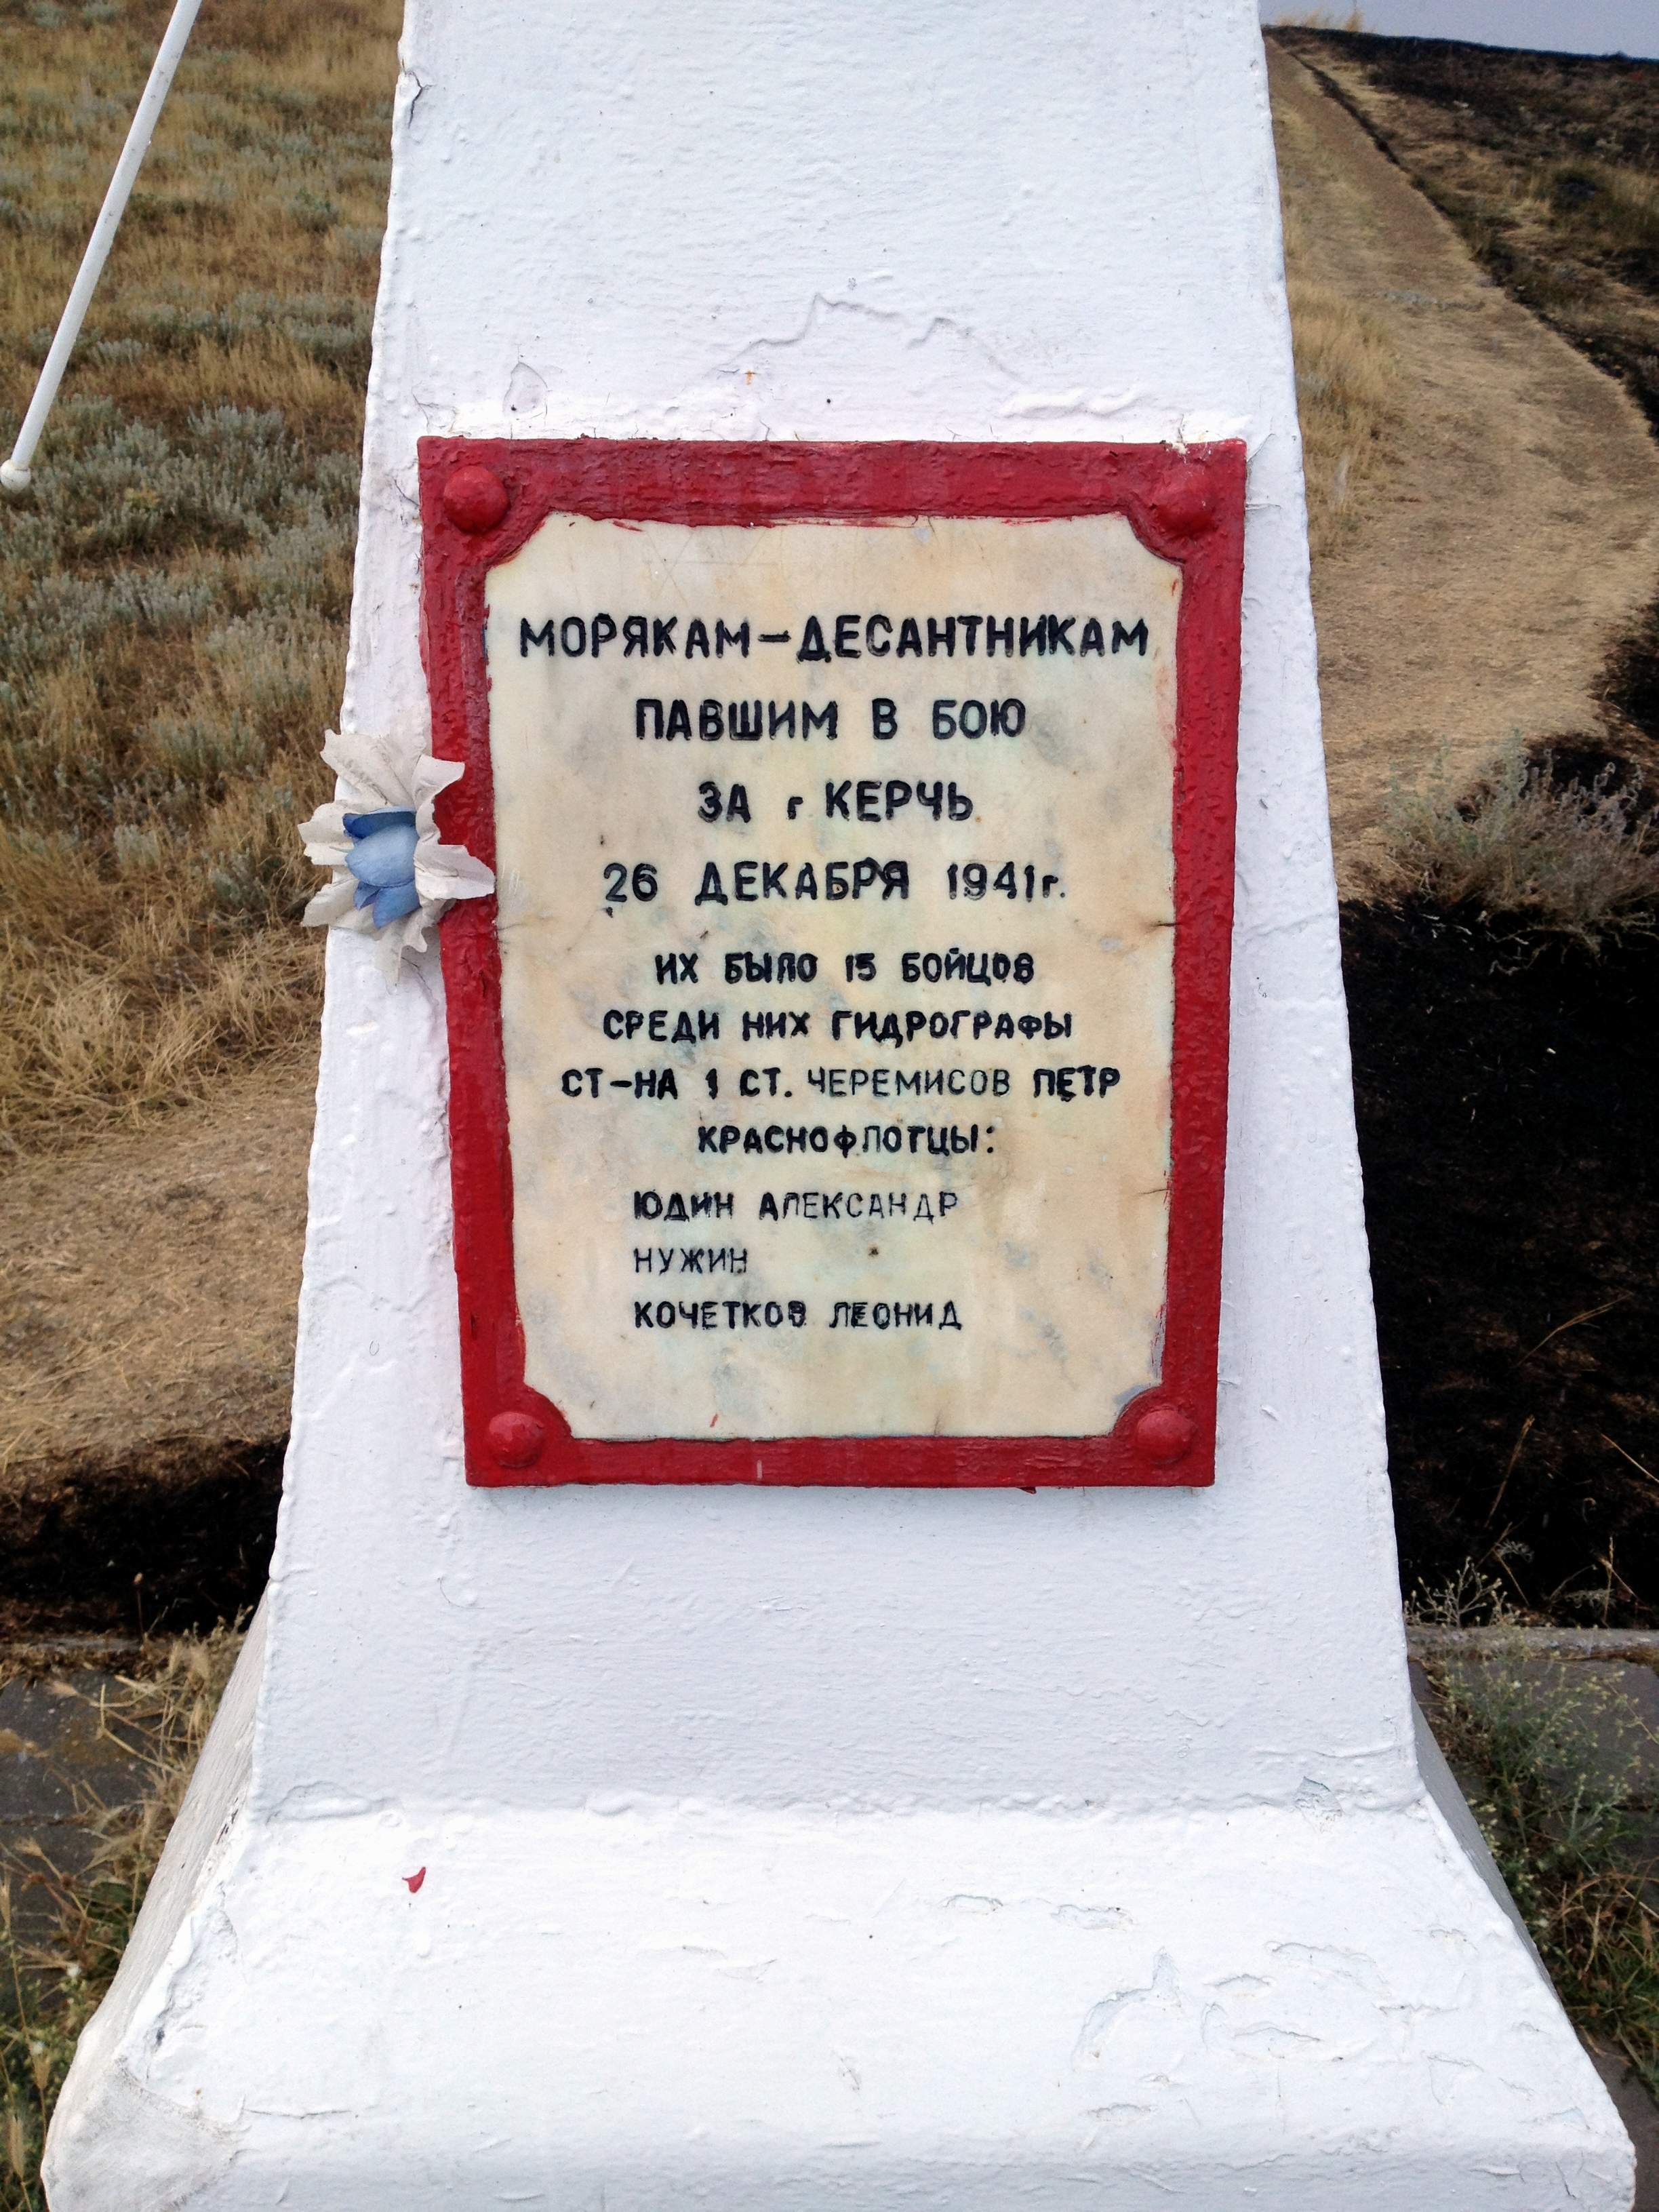 МОРЯКАМ-ДЕСАНТНИКАМ
ПАВШИМ В БОЮ
ЗА г КЕРЧЬ
26 ДЕКАБРЯ 1941г.
ИХ БЫЛО 15 БОЙЦОВ
СРЕДИ НИХ ГИДРОГРАФЫ
СТ-НА 1 СТ. ЧЕРЕМИСОВ ПЕТР
КРАСНОФЛОТЦЫ:
ЮДИН АЛЕКСАНДР
НУЖИН
КОЧЕТКОВ ЛЕОНИД